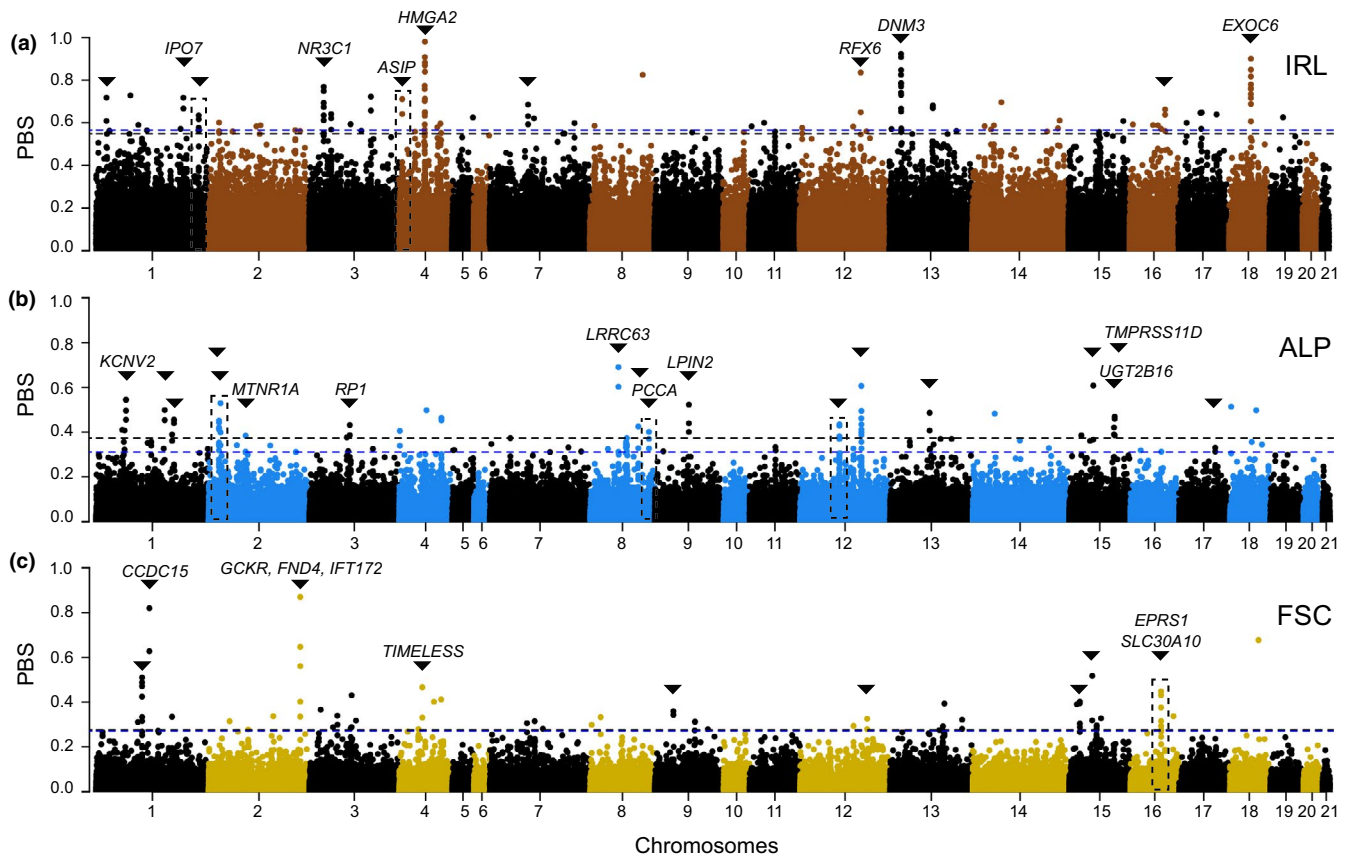 (a)
HMGA2
IPO7 NR3C1 ASIP RFX6 DNM3 EXOC6
IRL
PBS
1.0
0.8
0.6
0.4
0.2
0.0
1 2 3 4 5 6 7 8 9 10 11 12 13 14 15 16 17 18 19 20 21
(b)
LRRC63 TMPRSS11D
KCNV2 MTNR1A RP1 PCCA LPIN2 UGT2B16
ALP
PBS
1.0
0.8
0.6
0.4
0.2
0.0
1 2 3 4 5 6 7 8 9 10 11 12 13 14 15 16 17 18 19 20 21
(c)
CCDC15 GCKR, FND4, IFT172
FSC
TIMELESS
EPRS1
SLC30A10
PBS
1.0
0.8
0.6
0.4
0.2
0.0
1 2 3 4 5 6 7 8 9 10 11 12 13 14 15 16 17 18 19 20 21
Chromosomes